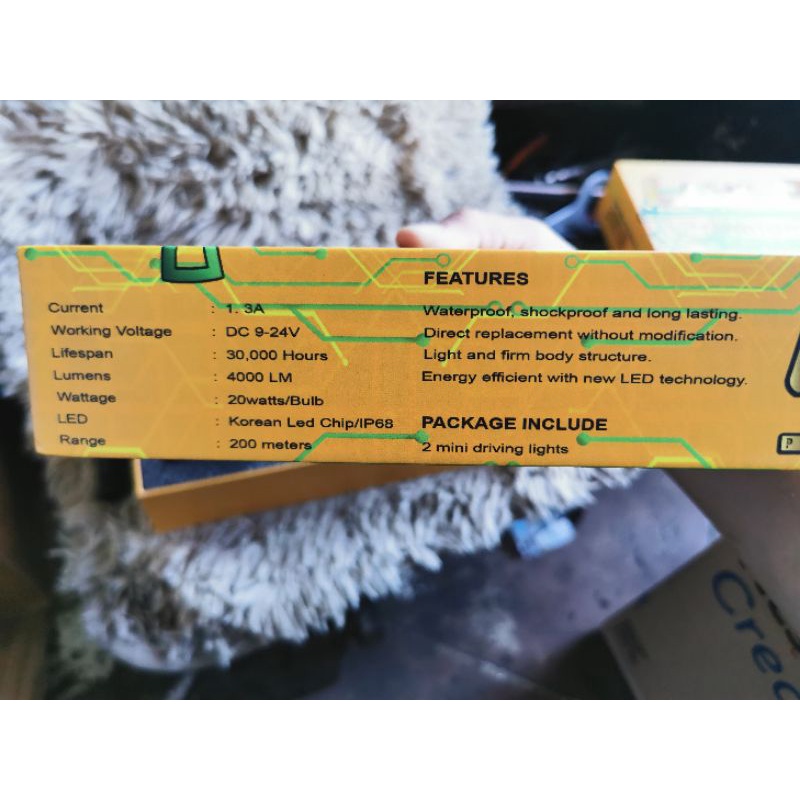 Current : 1. 3A
Working Voltage : DC 9-24V
Lifespan : 30,000 Hours
Lumens : 4000 LM
Wattage : 20watts/Bulb
LED : Korean Led Chip/IP68
Range : 200 meters
FEATURES
Waterproof, shockproof and long lasting.
Direct replacement without modification.
Light and firm body structure.
Energy efficient with new LED technology.
PACKAGE INCLUDE
2 mini driving lights
P